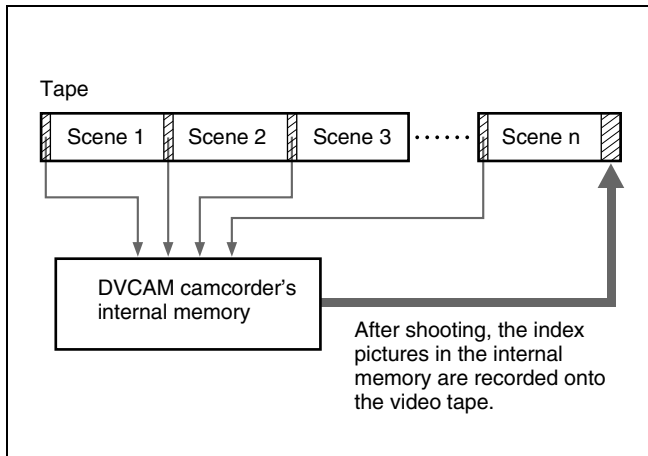 Tape
Scene 1 Scene 2 Scene 3 ...... Scene n
DVCAM camcorder's
internal memory
After shooting, the index
pictures in the internal
memory are recorded onto
the video tape.